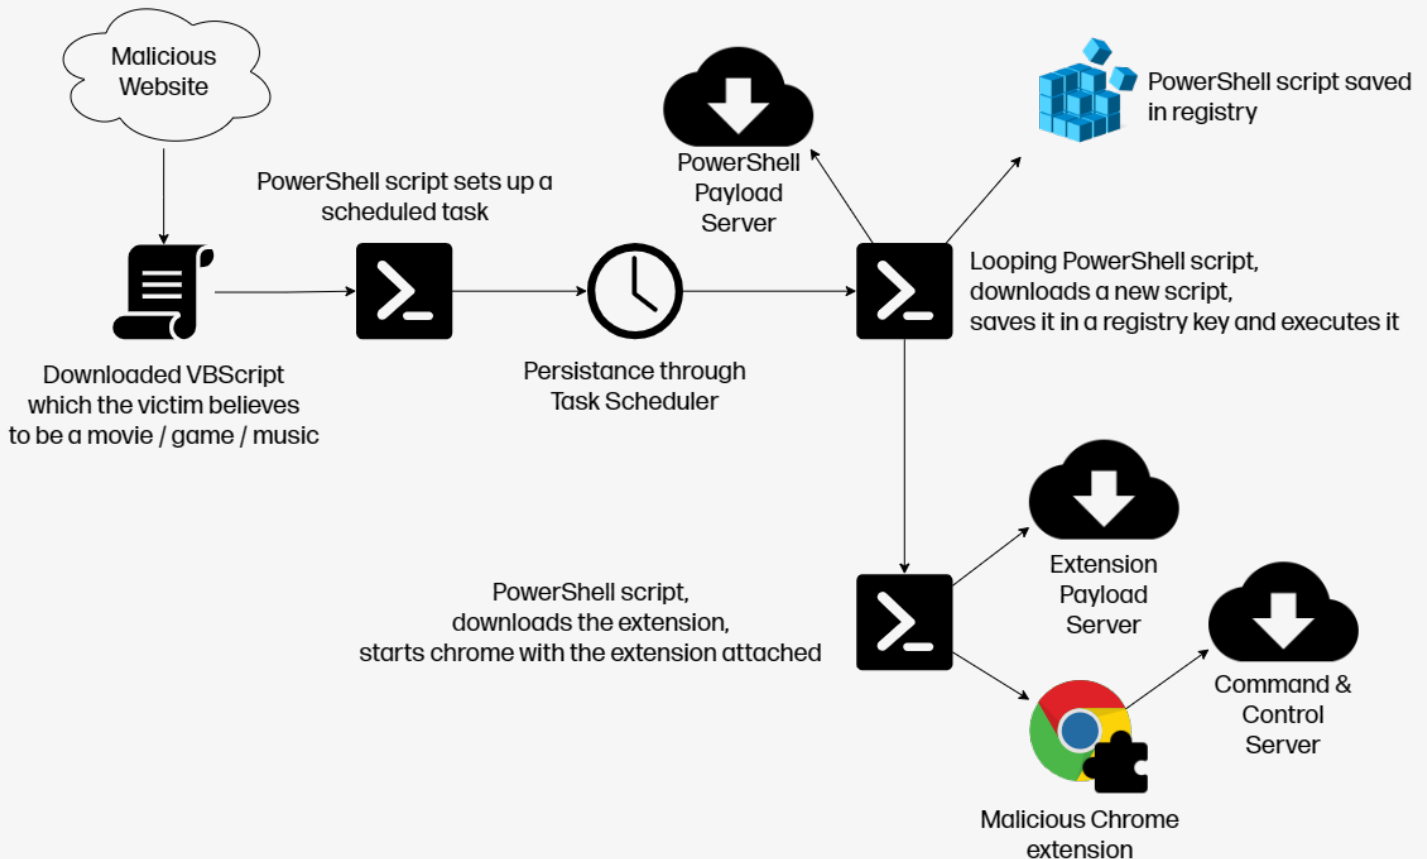 Malicious
Website
PowerShell script sets up a
scheduled task
PowerShell
Payload
Server
PowerShell script saved
in registry
Downloaded VBScript
which the victim believes
to be a movie / game / music
Persistance through
Task Scheduler
Looping PowerShell script,
downloads a new script,
saves it in a registry key and executes it
PowerShell script,
downloads the extension,
starts chrome with the extension attached
Extension
Payload
Server
Command &
Control
Server
Malicious Chrome
extension